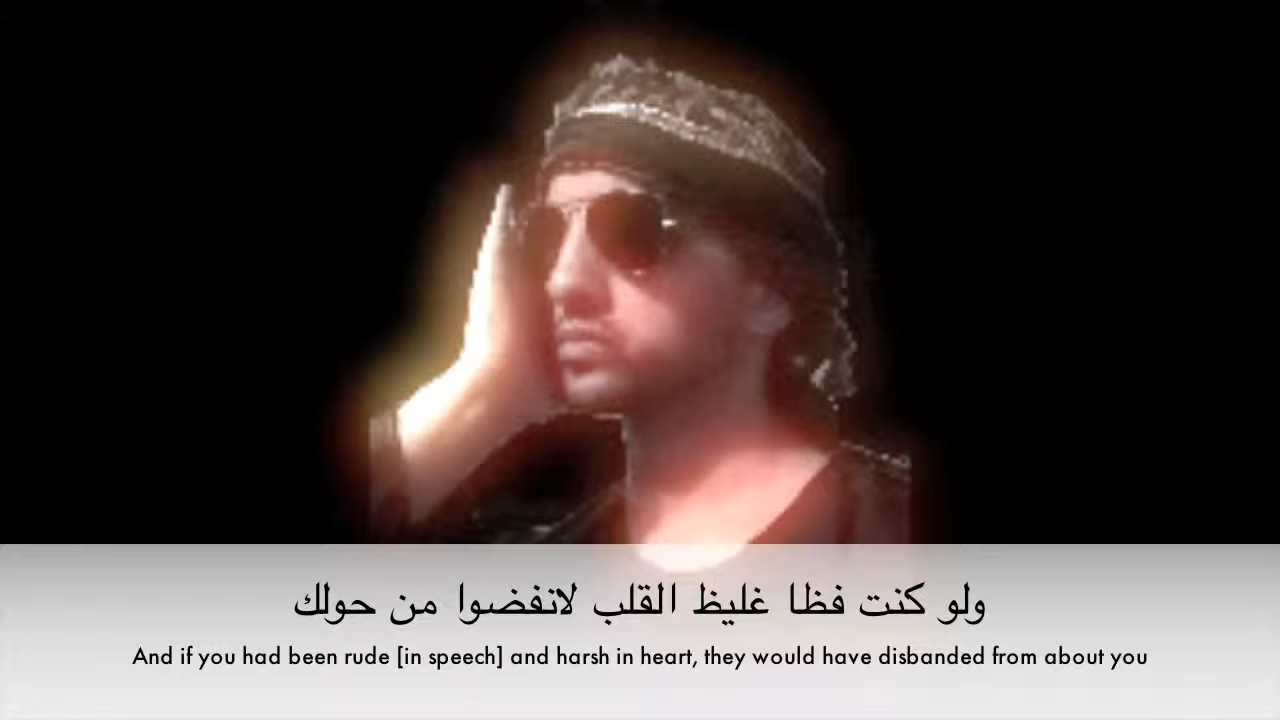 ولو كنت فظا غليظ القلب لانفضوا من حولك
And if you had been rude [in speech] and harsh in heart, they would have disbanded from about you